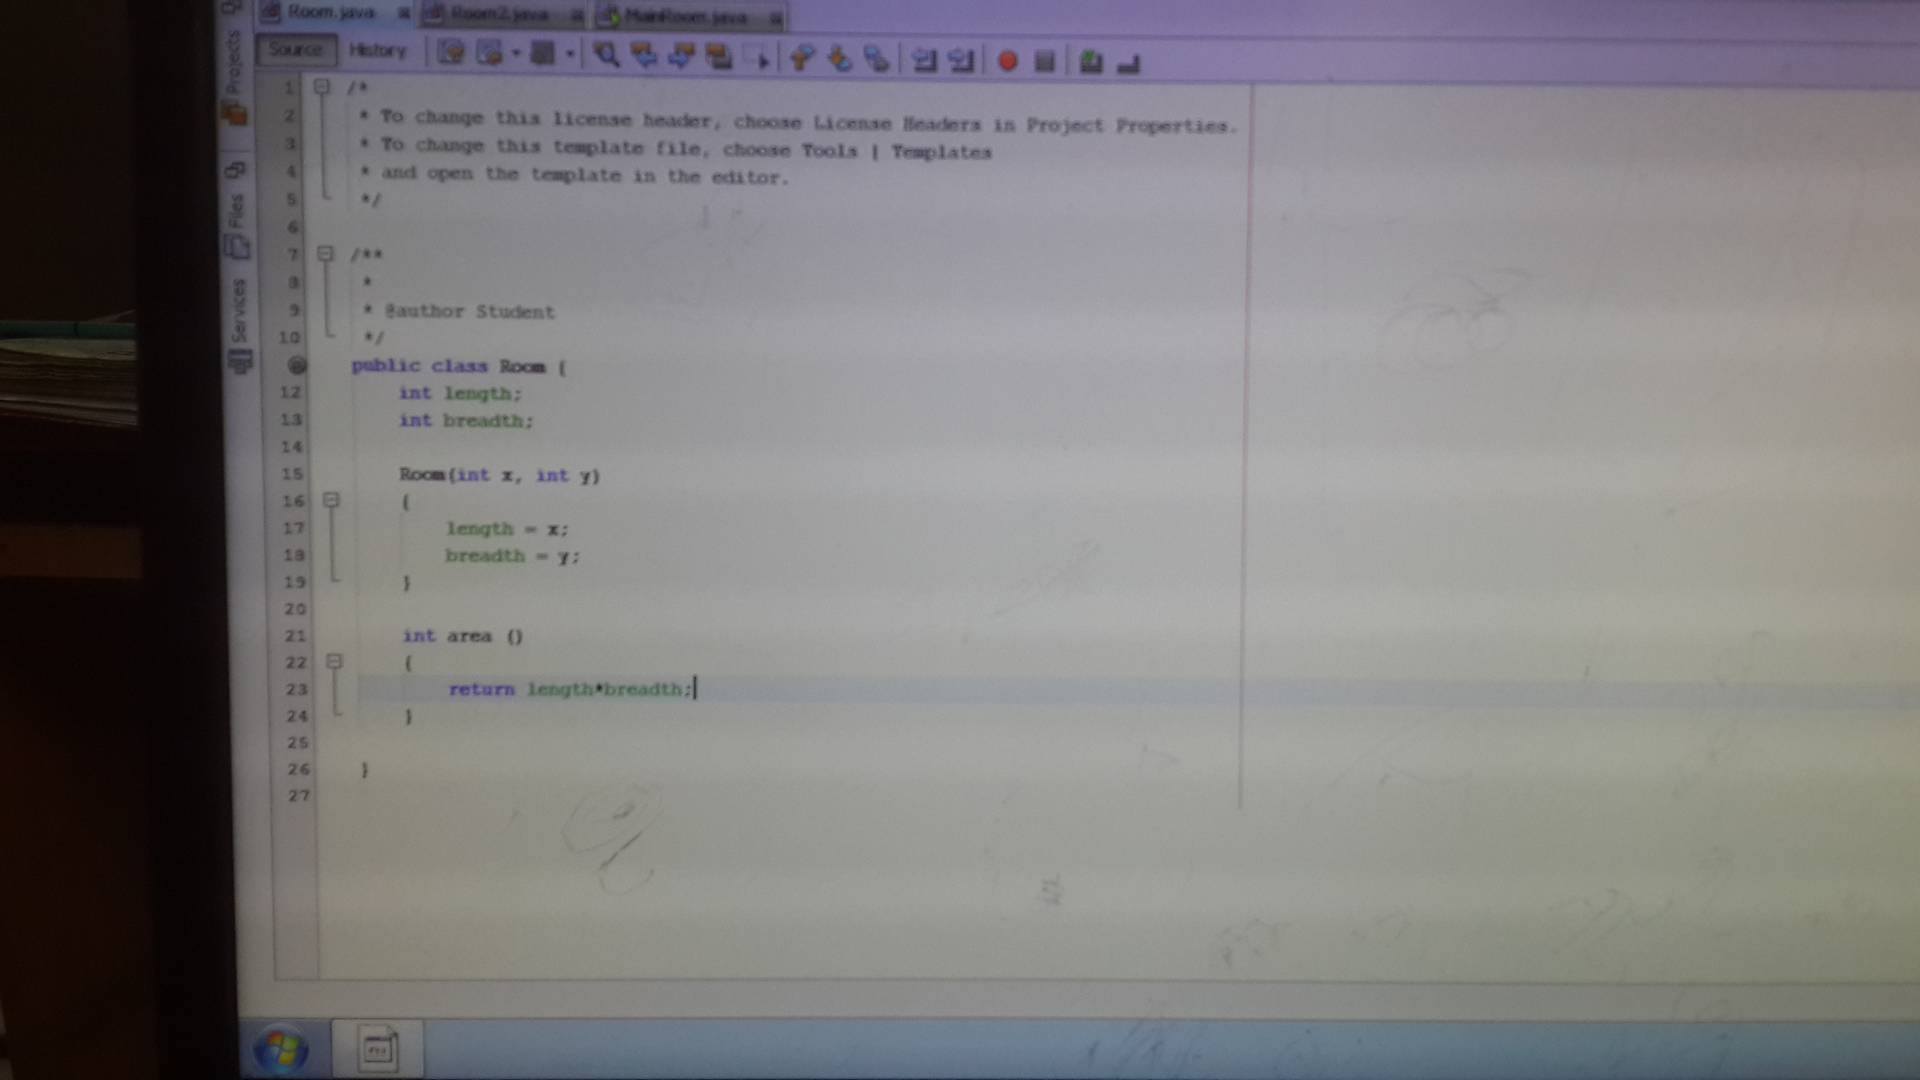 Room.java Room2.java MainRoom.java
Source History
Projects
Files
Services
1 /*
2 * To change this license header, choose License Headers in Project Properties.
3 * To change this template file, choose Tools | Templates
4 * and open the template in the editor.
5 */
6
7 /**
8 *
9 * @author Student
10 */
public class Room {
12 int length;
13 int breadth;
14
15 Room(int x, int y)
16 {
17 length = x;
18 breadth = y;
19 }
20
21 int area ()
22 {
23 return length*breadth;
24 }
25
26 }
27